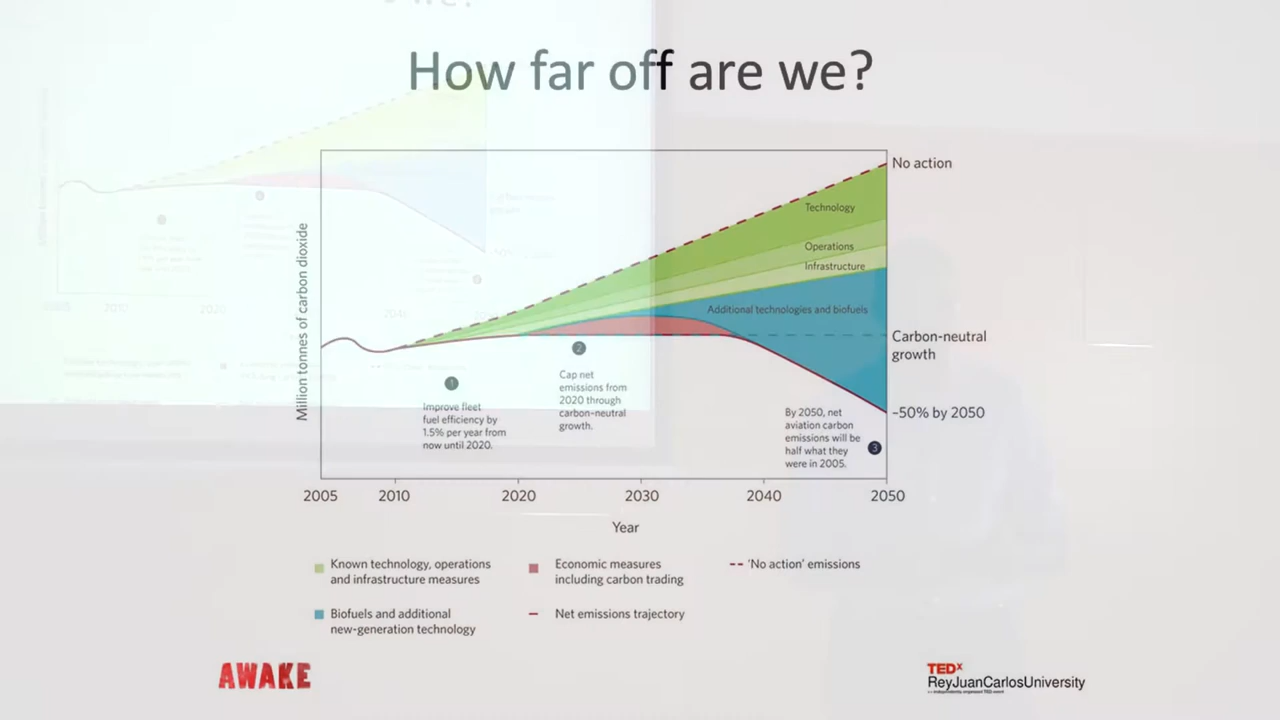 How far off are we?
No action
Technology
Operations
Infrastructure
Additional technologies and biofuels
Million tonnes of carbon dioxide
Carbon-neutral
growth
–50% by 2050
1
Improve fleet
fuel efficiency by
1.5% per year from
now until 2020.
2
Cap net
emissions from
2020 through
carbon-neutral
growth.
By 2050, net
aviation carbon
emissions will be
half what they
were in 2005.
3
2005 2010 2020 2030 2040 2050
Year
Known technology, operations
and infrastructure measures
Economic measures
including carbon trading
'No action' emissions
Biofuels and additional
new-generation technology
Net emissions trajectory
AWAKE
TEDx
ReyJuanCarlosUniversity